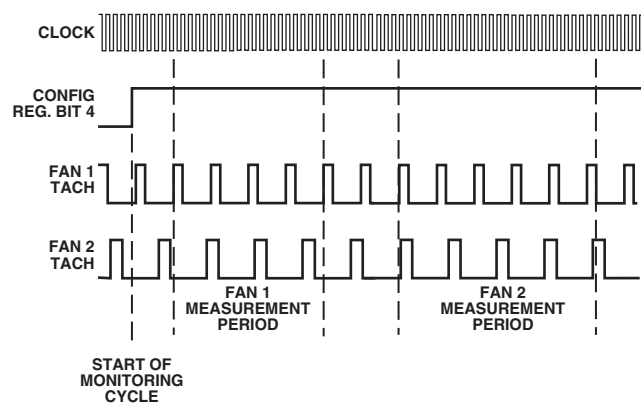 CLOCK
CONFIG
REG. BIT 4
FAN 1
TACH
FAN 2
TACH
FAN 1
MEASUREMENT
PERIOD
FAN 2
MEASUREMENT
PERIOD
START OF
MONITORING
CYCLE